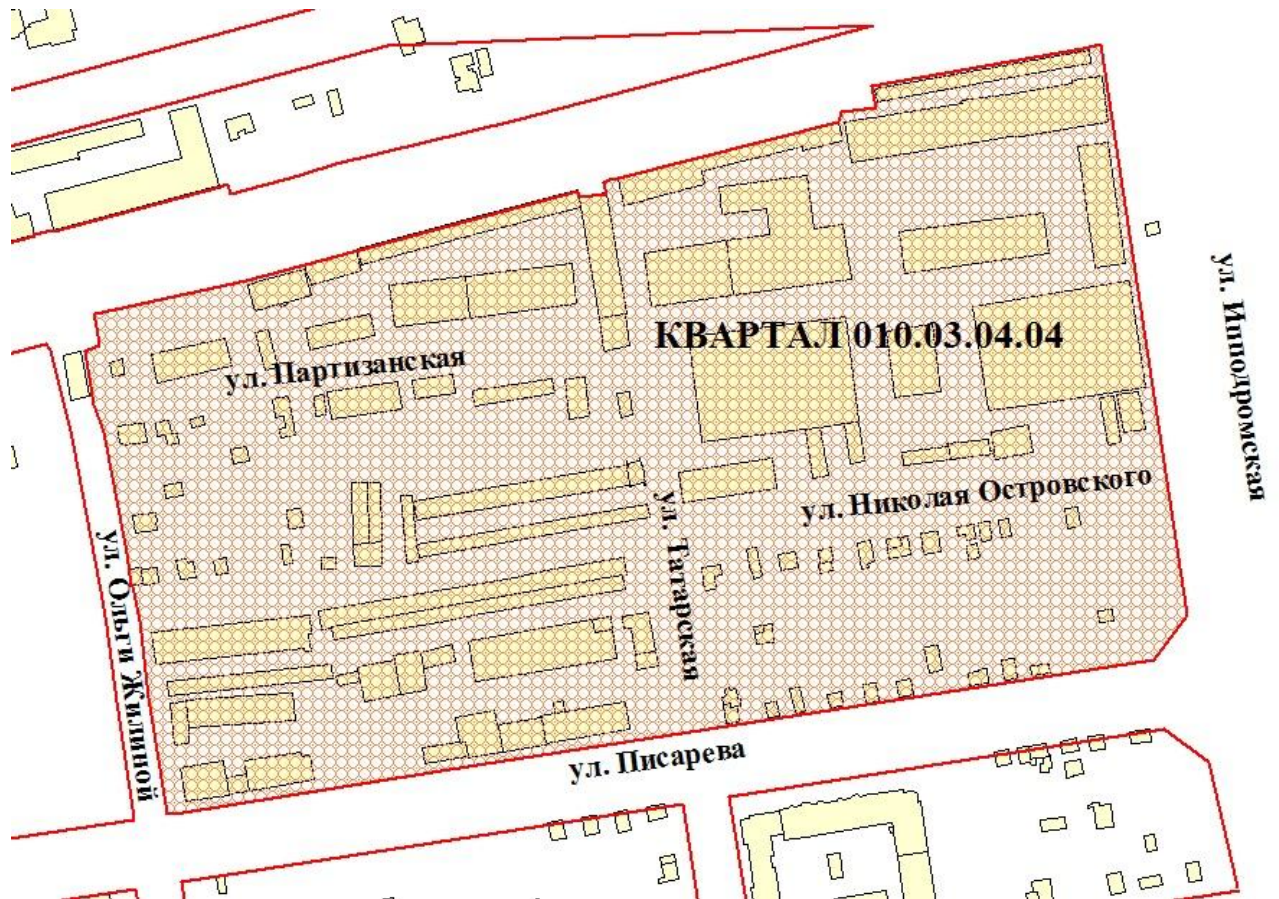 КВАРТАЛ 010.03.04.04
ул. Партизанская
ул. Ипподромская
ул. Николая Островского
ул. Татарская
ул. Ольги Жилиной
ул. Писарева